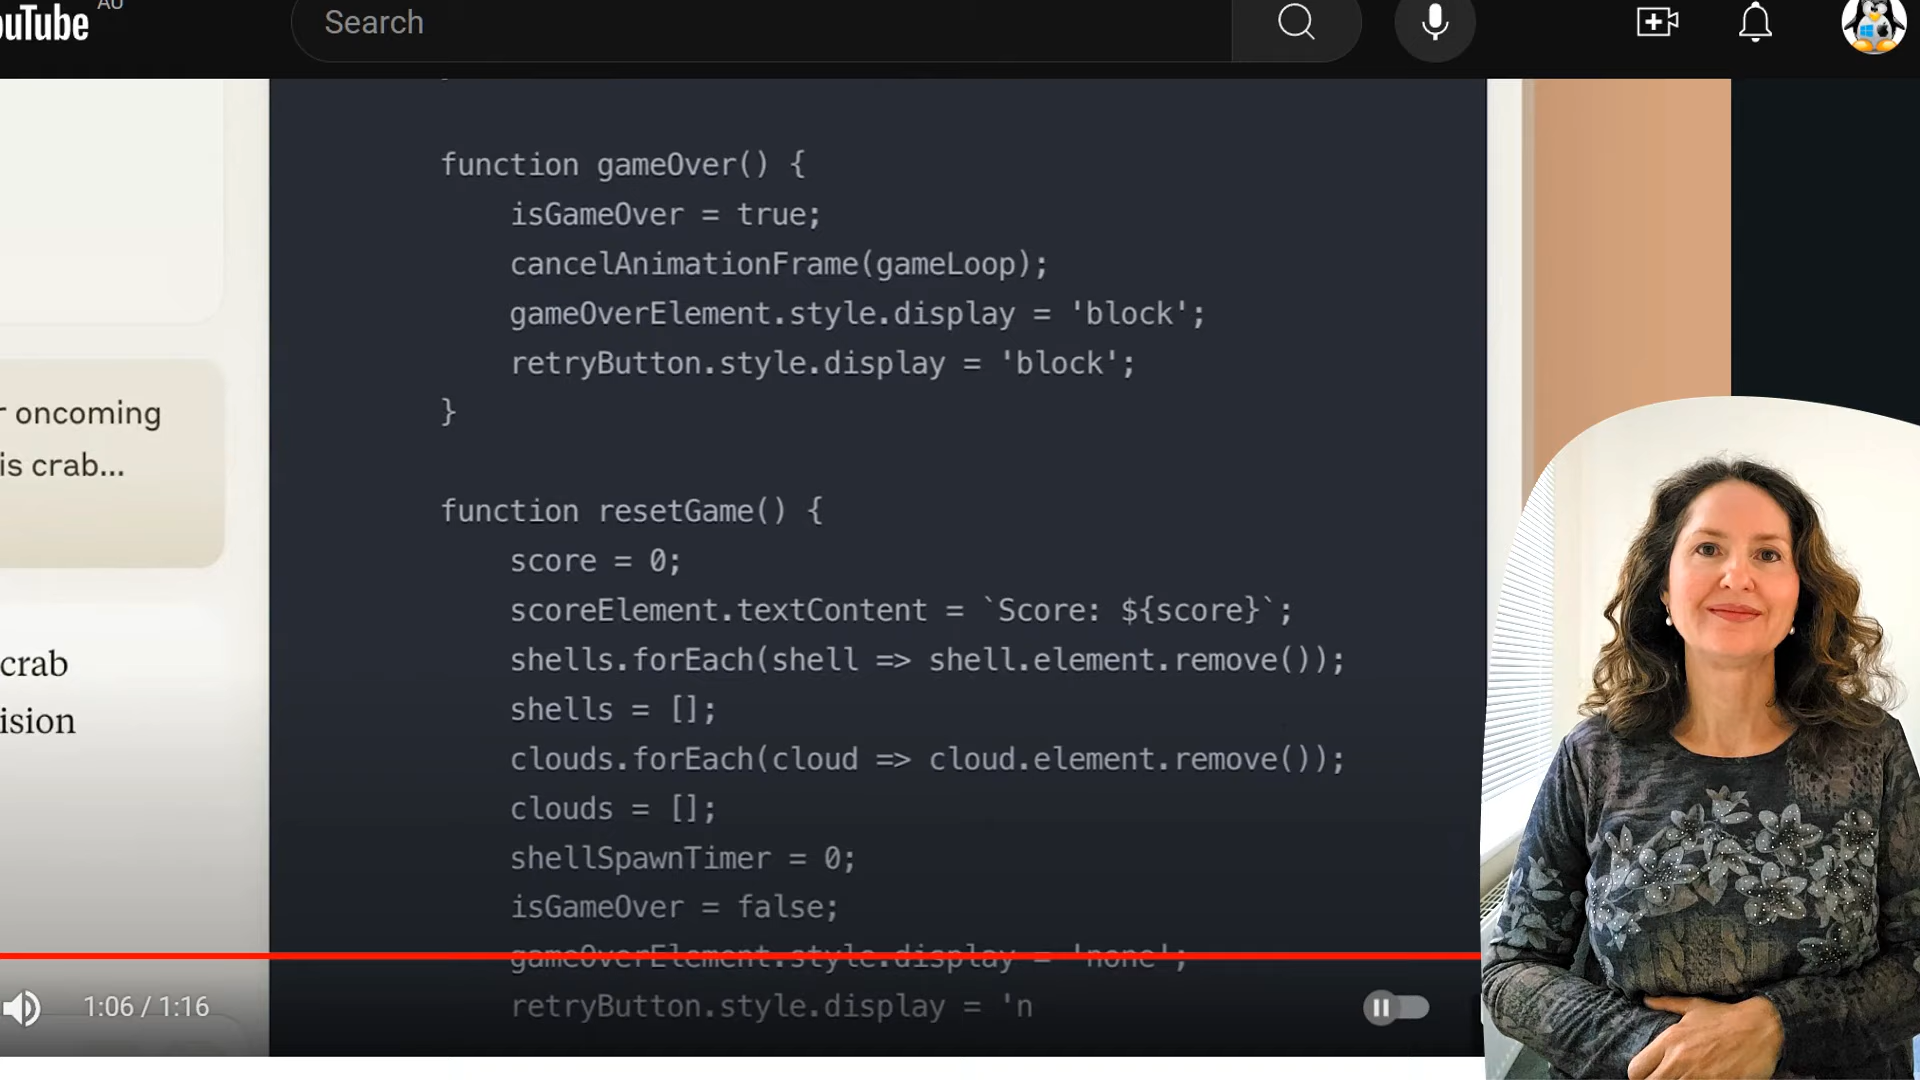 ouTube
AU
Search
r oncoming
is crab...
crab
ision
function gameOver() {
isGameOver = true;
cancelAnimationFrame(gameLoop);
gameOverElement.style.display = 'block';
retryButton.style.display = 'block';
}
function resetGame() {
score = 0;
scoreElement.textContent = `Score: ${score}`;
shells.forEach(shell => shell.element.remove());
shells = [];
clouds.forEach(cloud => cloud.element.remove());
clouds = [];
shellSpawnTimer = 0;
isGameOver = false;
gameOverElement.style.display = 'none';
retryButton.style.display = 'n
1:06 / 1:16